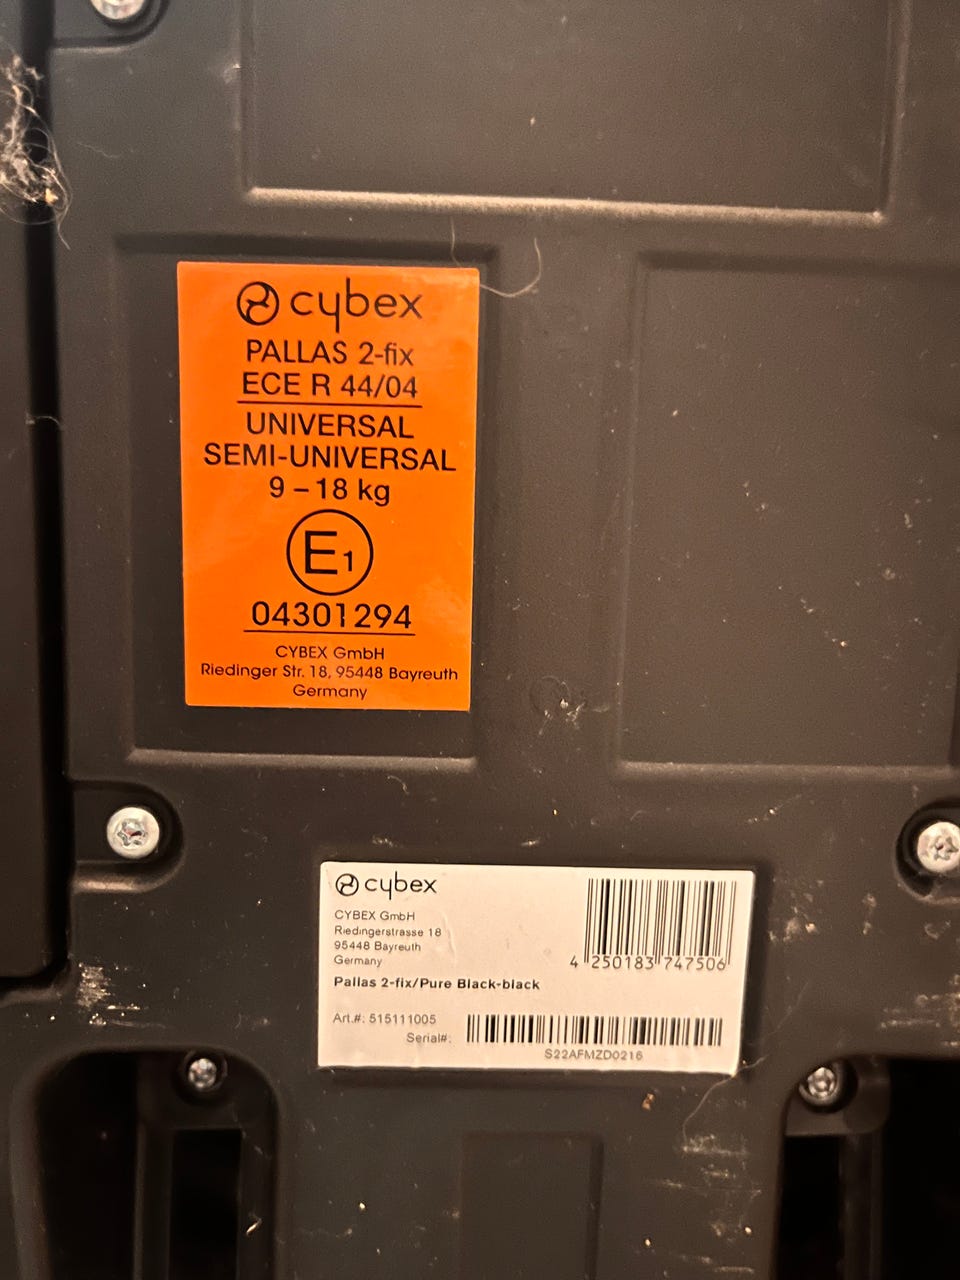 cybex
PALLAS 2-fix
ECE R 44/04
UNIVERSAL
SEMI-UNIVERSAL
9 – 18 kg
E1
04301294
CYBEX GmbH
Riedinger Str. 18, 95448 Bayreuth
Germany
cybex
CYBEX GmbH
Riedingerstrasse 18
95448 Bayreuth
Germany
4 250183 747506
Pallas 2-fix/Pure Black-black
Art.#: 515111005
Serial#:
S22AFMZD0216